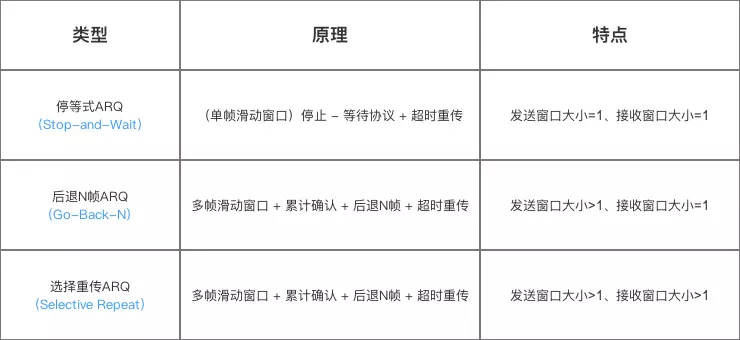 类型
原理
特点
停等式ARQ
（Stop-and-Wait）
（单帧滑动窗口）停止 - 等待协议 + 超时重传
发送窗口大小=1、接收窗口大小=1
后退N帧ARQ
（Go-Back-N）
多帧滑动窗口 + 累计确认 + 后退N帧 + 超时重传
发送窗口大小>1、接收窗口大小=1
选择重传ARQ
（Selective Repeat）
多帧滑动窗口 + 累计确认 + 后退N帧 + 超时重传
发送窗口大小>1、接收窗口大小>1